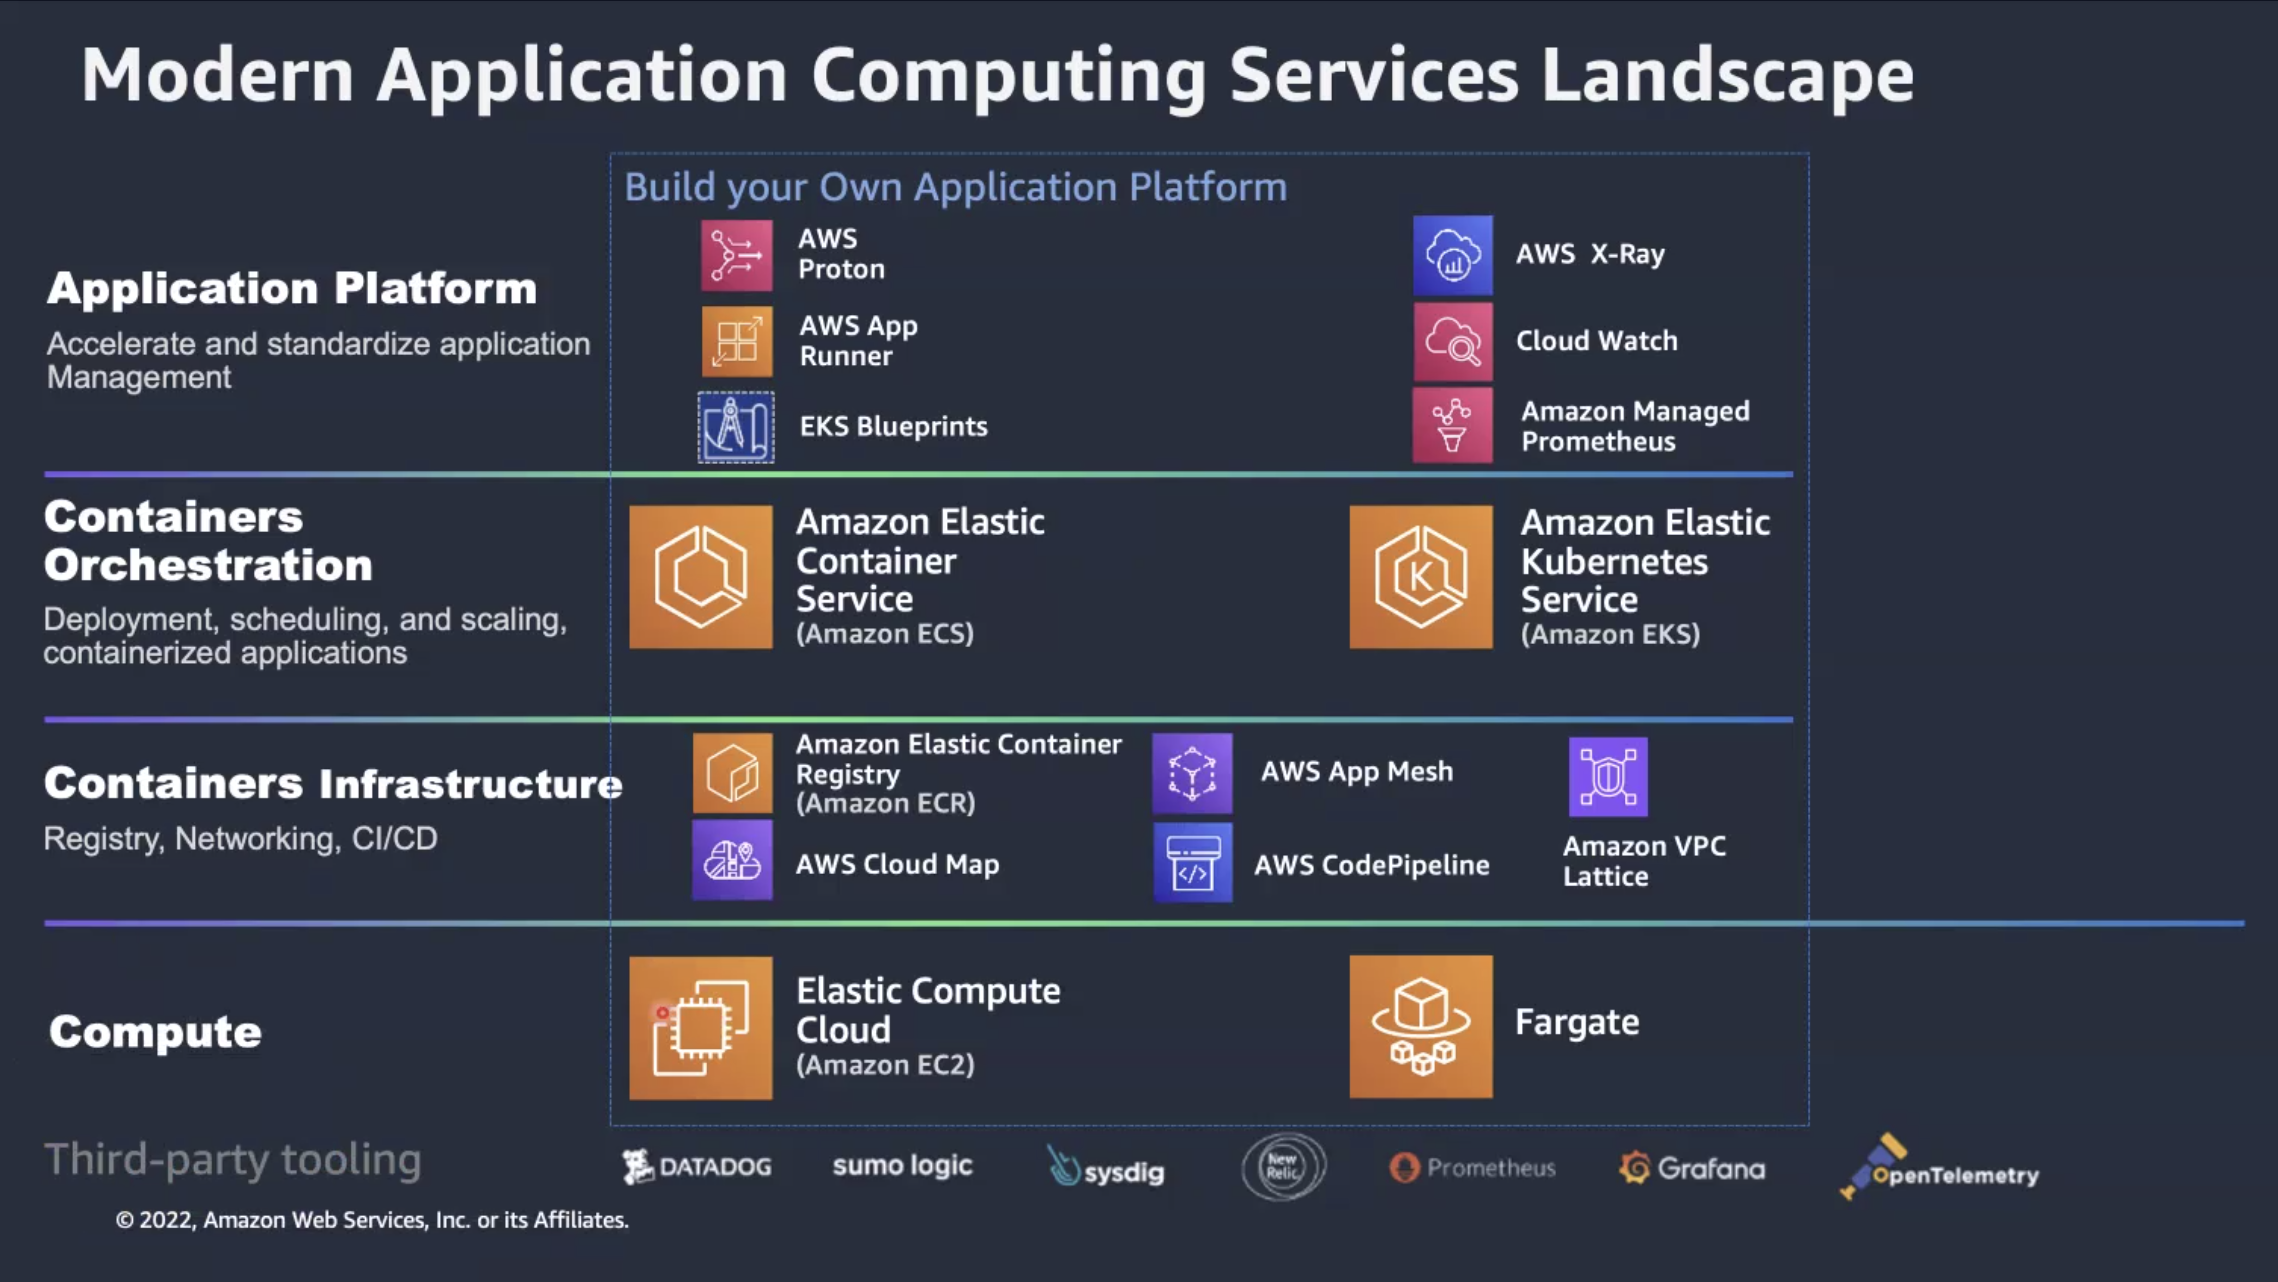 Modern Application Computing Services Landscape
Build your Own Application Platform
Application Platform
Accelerate and standardize application
Management
AWS
Proton
AWS App
Runner
EKS Blueprints
AWS  X-Ray
Cloud Watch
Amazon Managed
Prometheus
Containers
Orchestration
Deployment, scheduling, and scaling,
containerized applications
Amazon Elastic
Container
Service
(Amazon ECS)
K
Amazon Elastic
Kubernetes
Service
(Amazon EKS)
Containers Infrastructure
Registry, Networking, CI/CD
Amazon Elastic Container
Registry
(Amazon ECR)
AWS Cloud Map
AWS App Mesh
</>
AWS CodePipeline
Amazon VPC
Lattice
Compute
Elastic Compute
Cloud
(Amazon EC2)
Fargate
Third-party tooling
DATADOG
sumo logic
sysdig
New
Relic
Prometheus
Grafana
OpenTelemetry
© 2022, Amazon Web Services, Inc. or its Affiliates.